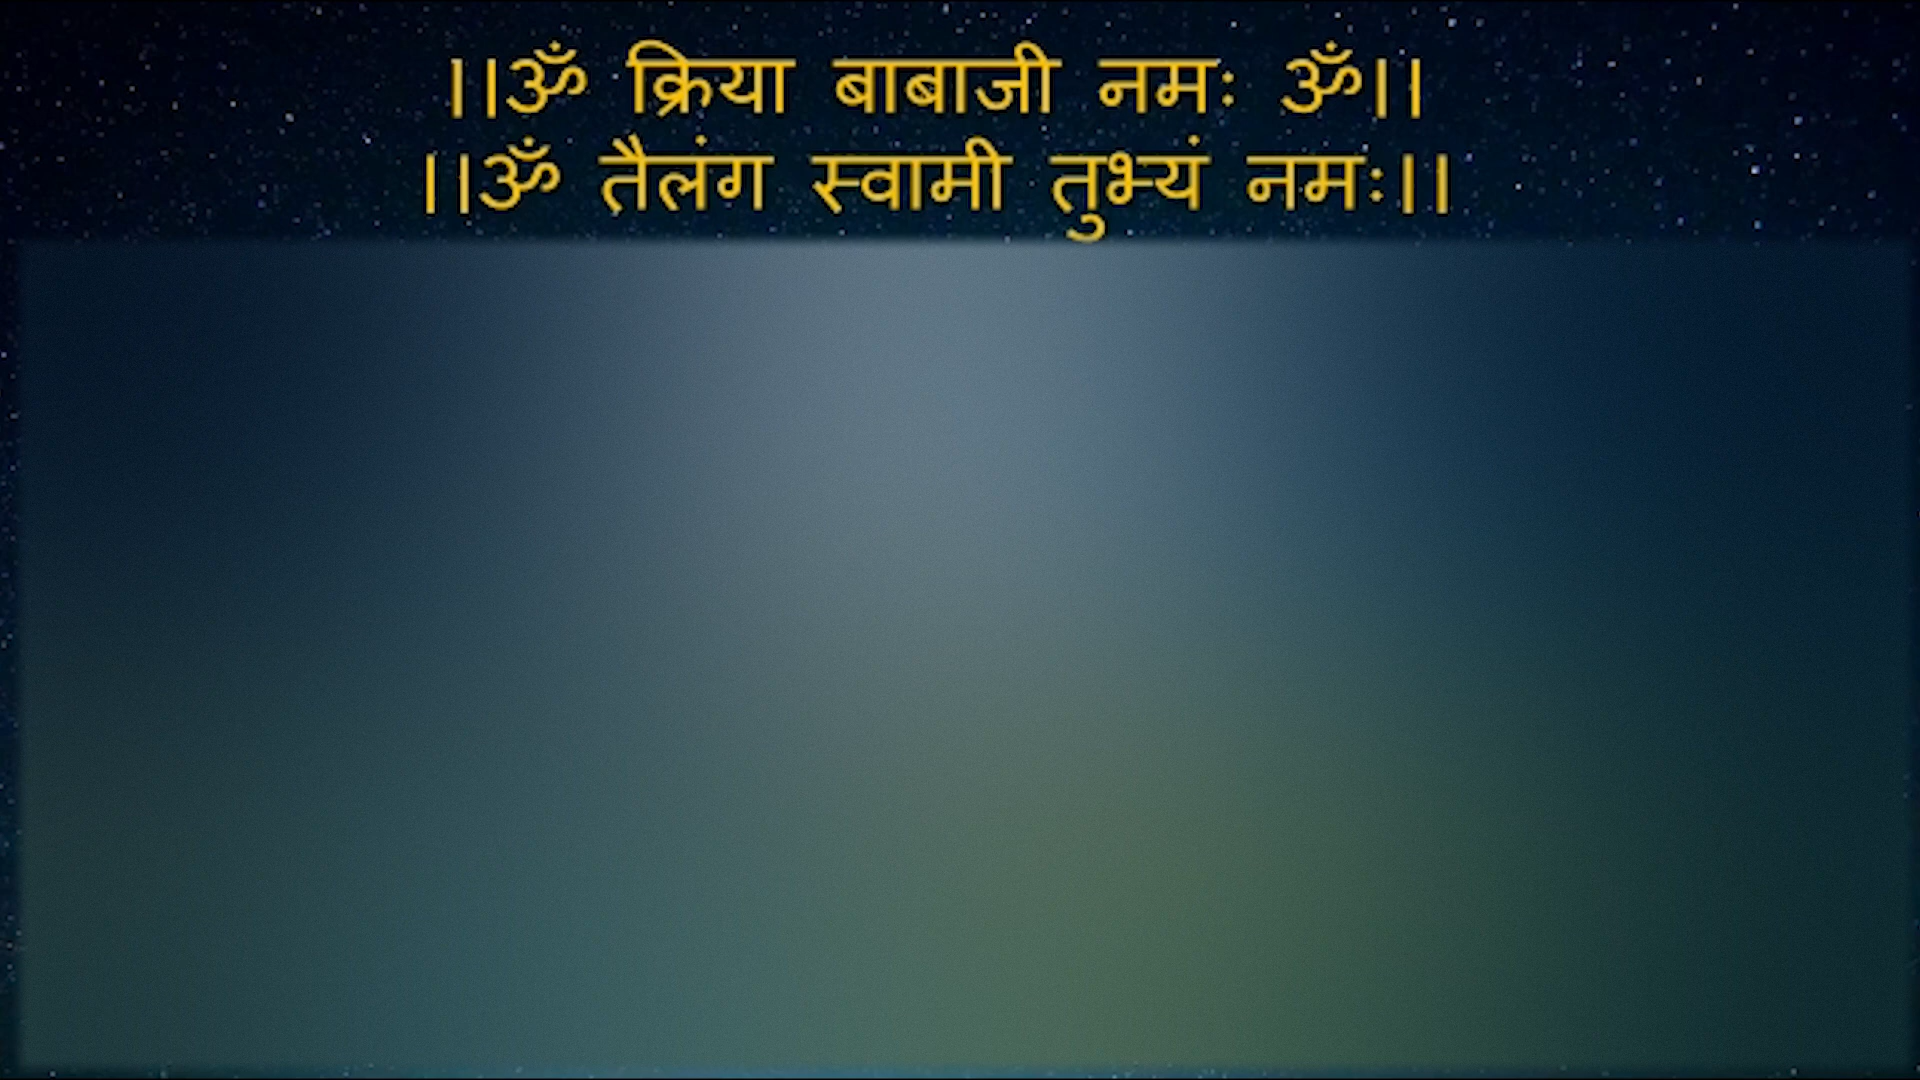 ।।ॐ क्रिया बाबाजी नमः ॐ।।
।।ॐ तैलंग स्वामी तुभ्यं नमः।।